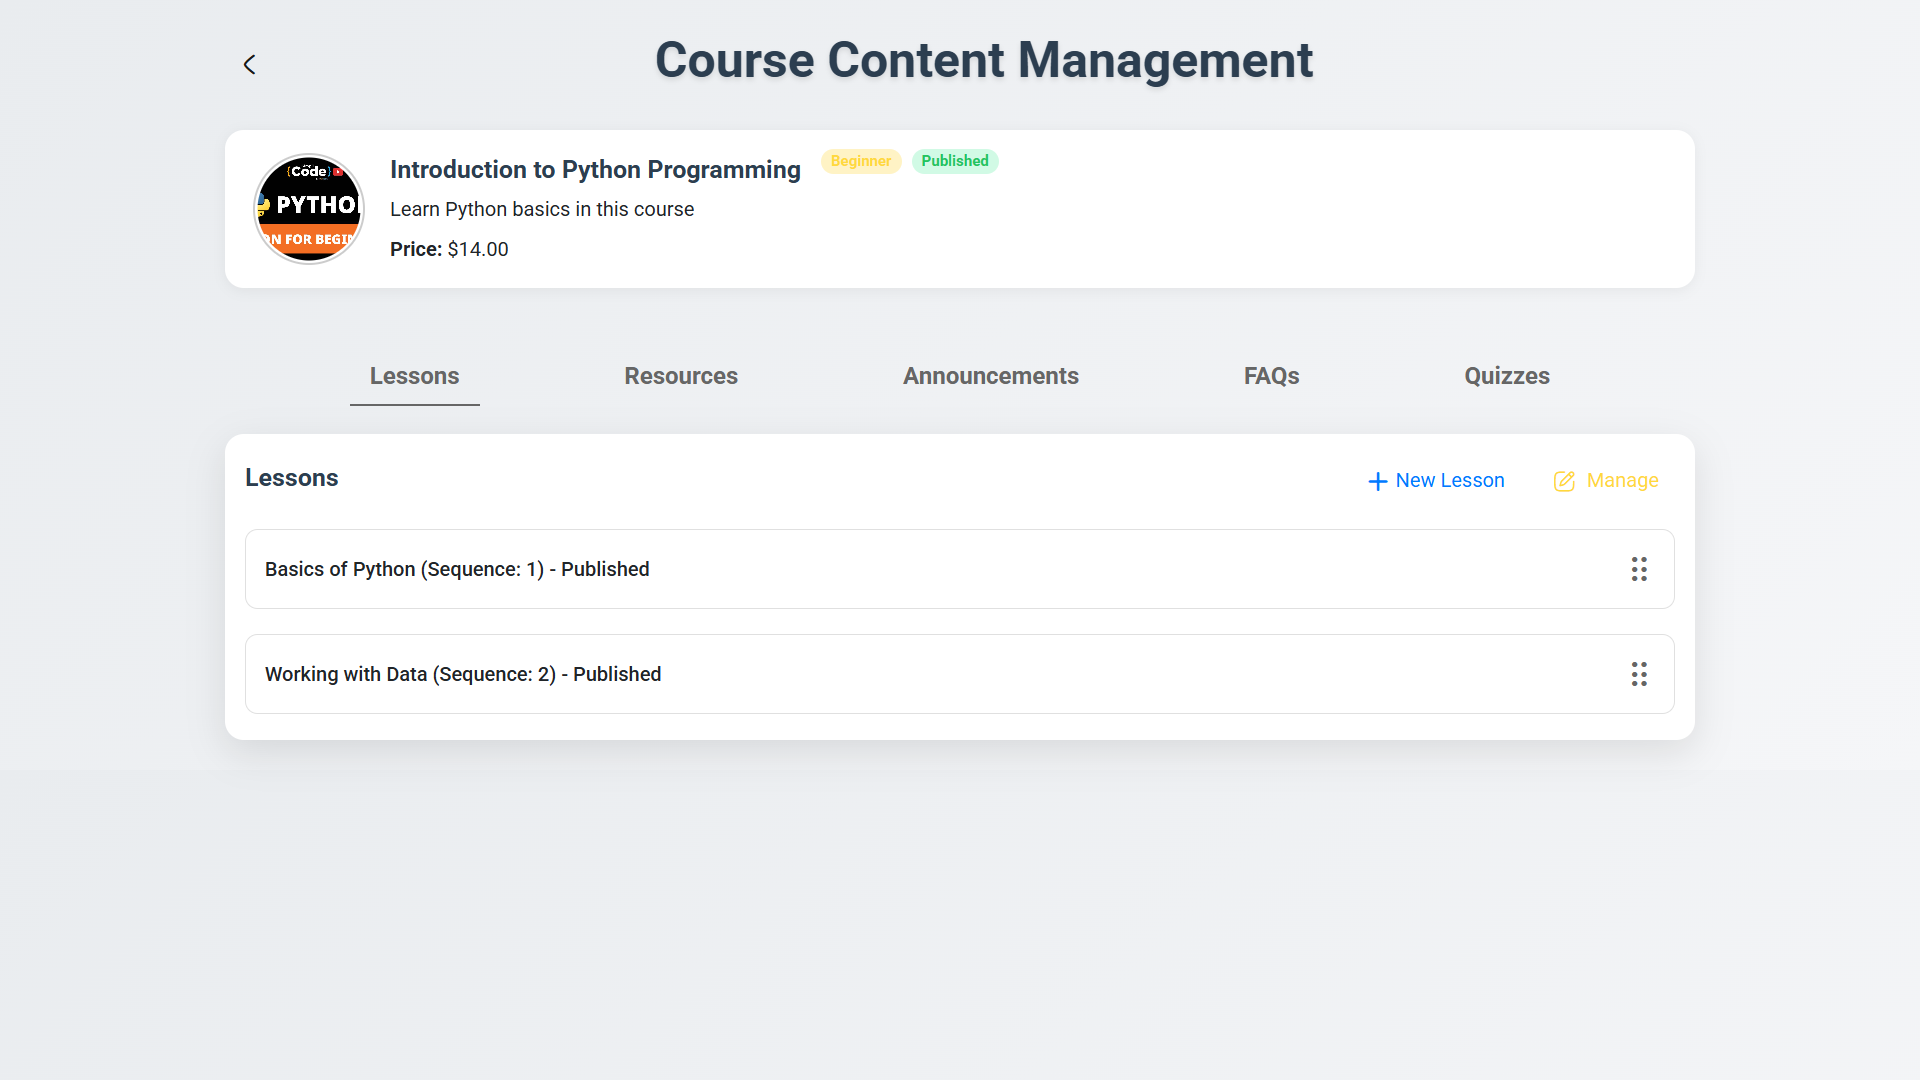 Course Content Management
{Code}
PYTHO
ON FOR BEGIN
Introduction to Python Programming
Beginner
Published
Learn Python basics in this course
Price: $14.00
Lessons
Resources
Announcements
FAQs
Quizzes
Lessons
New Lesson
Manage
Basics of Python (Sequence: 1) - Published
Working with Data (Sequence: 2) - Published